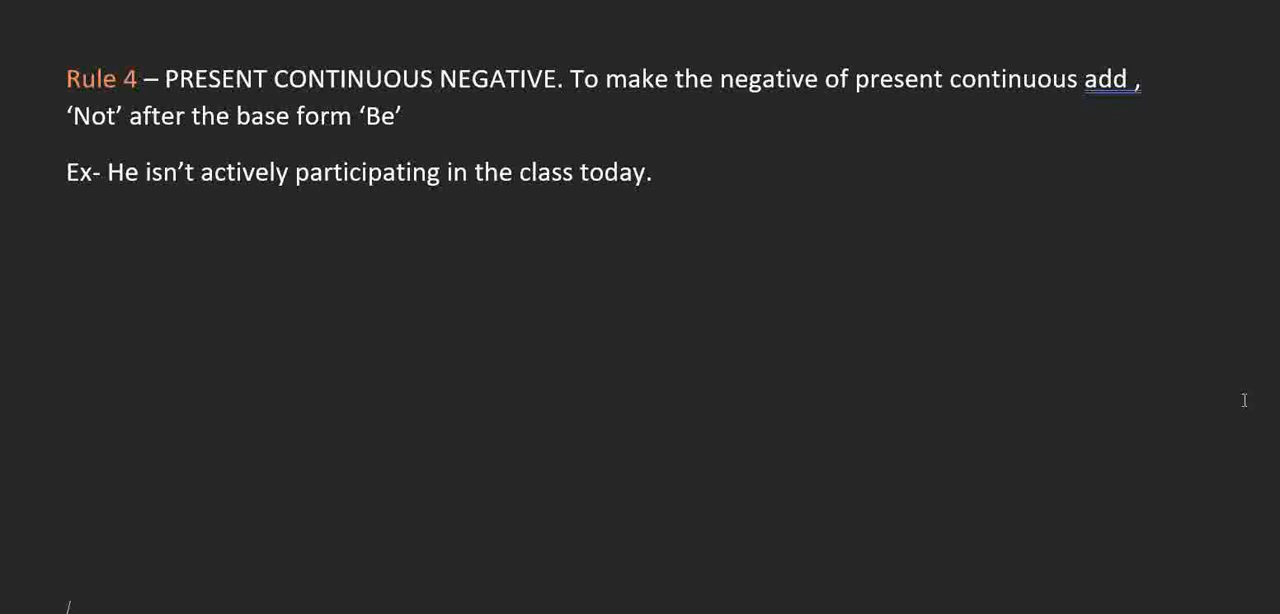 Rule 4 – PRESENT CONTINUOUS NEGATIVE. To make the negative of present continuous add ,
‘Not’ after the base form ‘Be’
Ex- He isn’t actively participating in the class today.
/